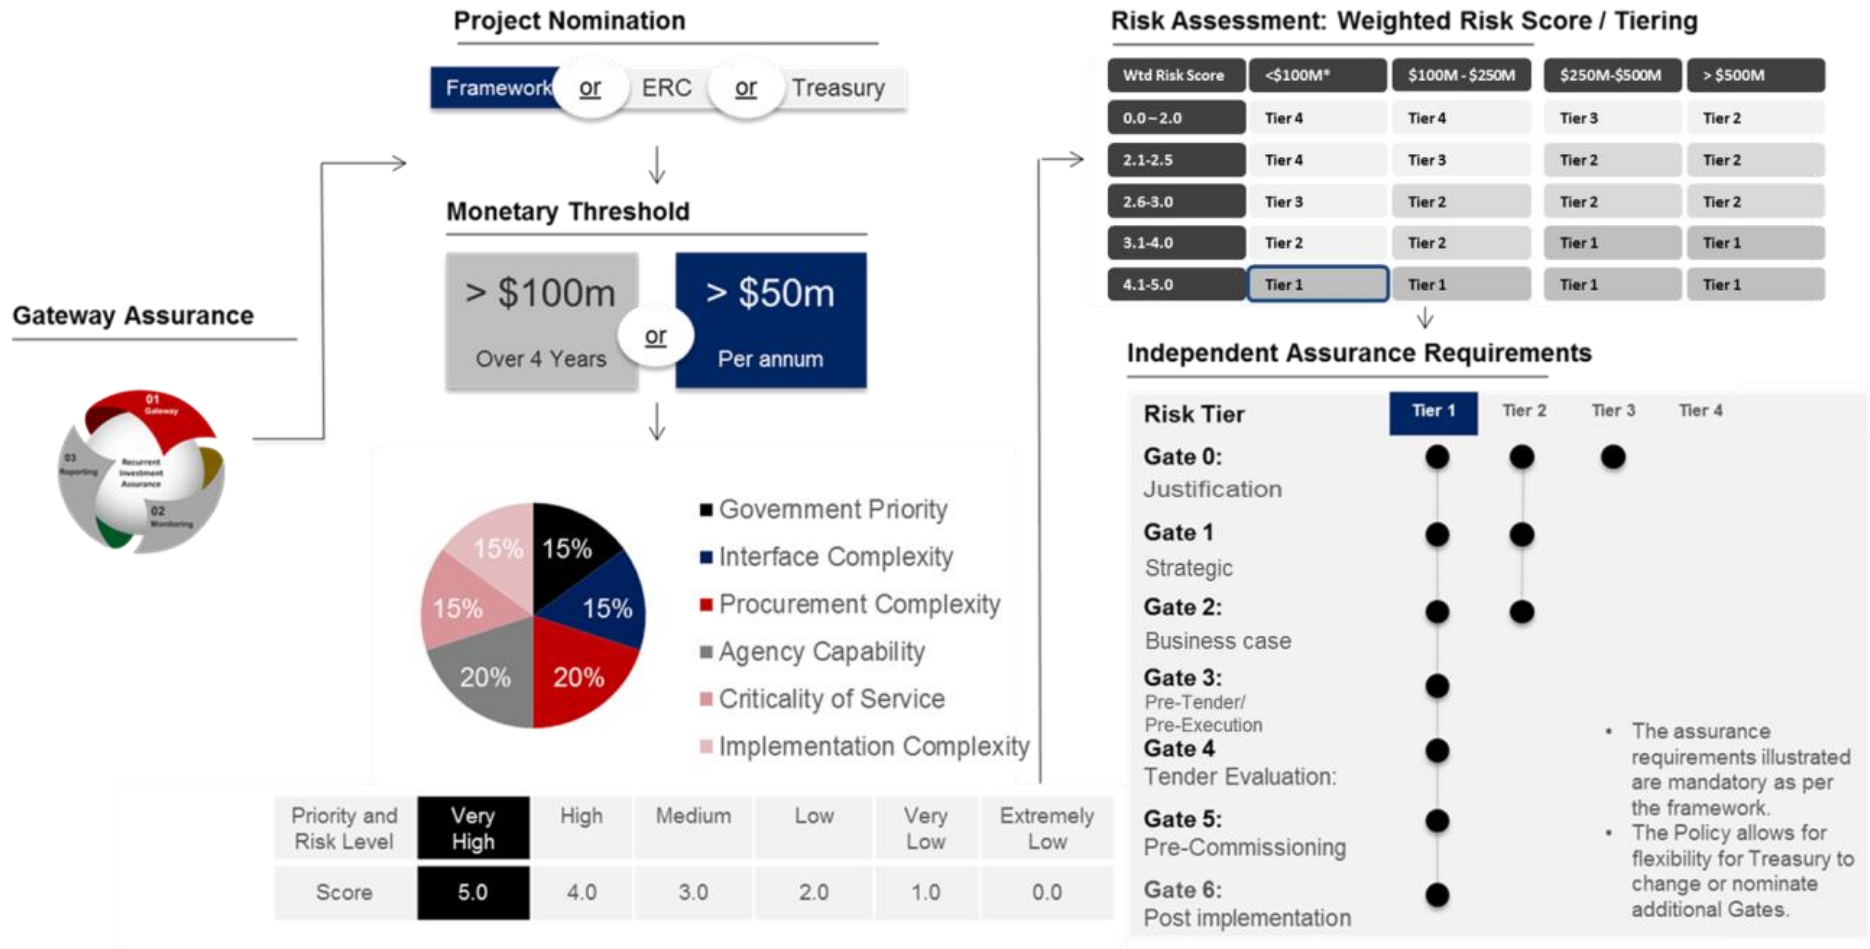 Project Nomination
Framework or ERC or Treasury
Monetary Threshold
> $100m
Over 4 Years
or
> $50m
Per annum
Gateway Assurance
01
Gateway
03
Reporting
Recurrent
Investment
Assurance
02
Monitoring
15% 15%
15% 15%
20% 20%
Government Priority
Interface Complexity
Procurement Complexity
Agency Capability
Criticality of Service
Implementation Complexity
Priority and
Risk Level
Very
High
High
Medium
Low
Very
Low
Extremely
Low
Score 5.0 4.0 3.0 2.0 1.0 0.0
Risk Assessment: Weighted Risk Score / Tiering
Wtd Risk Score <$100M* $100M - $250M $250M-$500M > $500M
0.0–2.0 Tier 4 Tier 4 Tier 3 Tier 2
2.1-2.5 Tier 4 Tier 3 Tier 2 Tier 2
2.6-3.0 Tier 3 Tier 2 Tier 2 Tier 2
3.1-4.0 Tier 2 Tier 2 Tier 1 Tier 1
4.1-5.0 Tier 1 Tier 1 Tier 1 Tier 1
Independent Assurance Requirements
Risk Tier Tier 1 Tier 2 Tier 3 Tier 4
Gate 0:
Justification
Gate 1
Strategic
Gate 2:
Business case
Gate 3:
Pre-Tender/
Pre-Execution
Gate 4
Tender Evaluation:
Gate 5:
Pre-Commissioning
Gate 6:
Post implementation
• The assurance
requirements illustrated
are mandatory as per
the framework.
• The Policy allows for
flexibility for Treasury to
change or nominate
additional Gates.